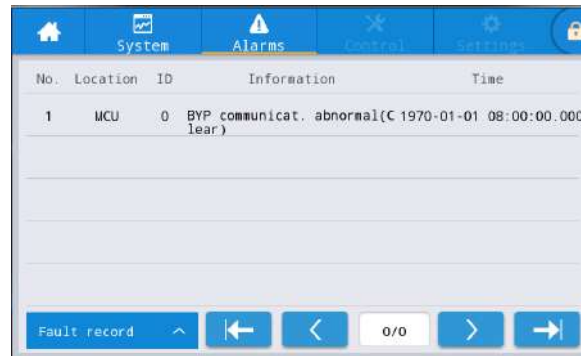 System
Alarms
Control
Settings
No. Location ID Information Time
1 MCU 0 BYP communicat. abnormal(C 1970-01-01 08:00:00.000
lear)
Fault record
0/0